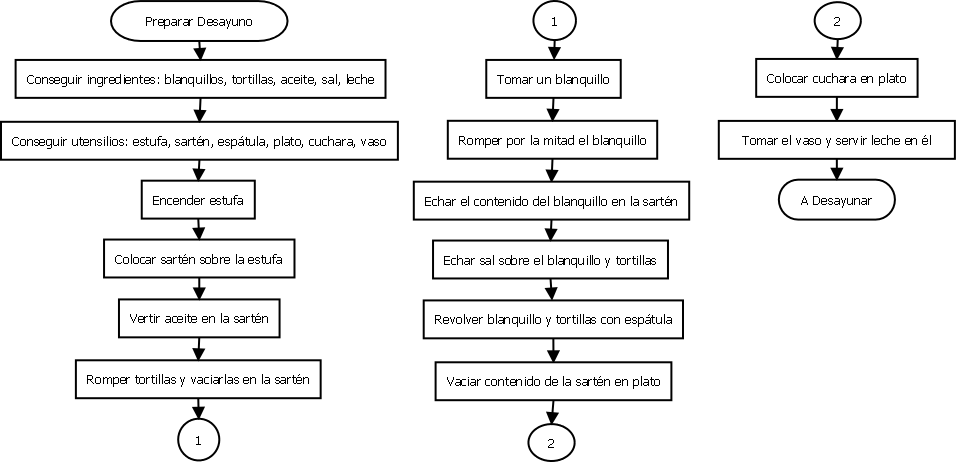 Preparar Desayuno
Conseguir ingredientes: blanquillos, tortillas, aceite, sal, leche
Conseguir utensilios: estufa, sartén, espátula, plato, cuchara, vaso
Encender estufa
Colocar sartén sobre la estufa
Vertir aceite en la sartén
Romper tortillas y vaciarlas en la sartén
1
1
Tomar un blanquillo
Romper por la mitad el blanquillo
Echar el contenido del blanquillo en la sartén
Echar sal sobre el blanquillo y tortillas
Revolver blanquillo y tortillas con espátula
Vaciar contenido de la sartén en plato
2
2
Colocar cuchara en plato
Tomar el vaso y servir leche en él
A Desayunar